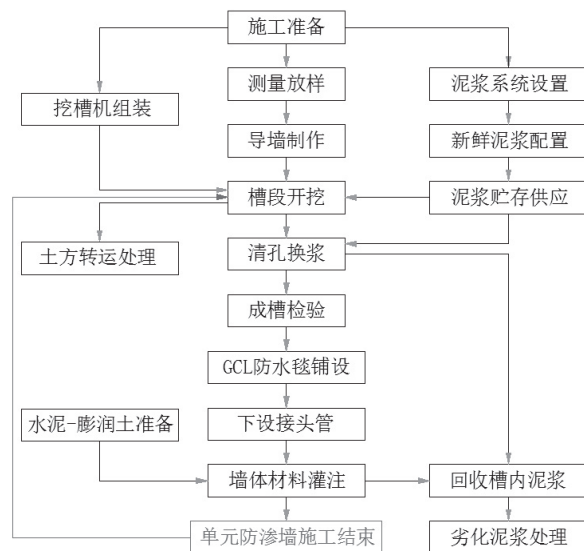 施工准备
测量放样
泥浆系统设置
挖槽机组装
导墙制作
新鲜泥浆配置
槽段开挖
泥浆贮存供应
土方转运处理
清孔换浆
成槽检验
GCL防水毯铺设
水泥-膨润土准备
下设接头管
墙体材料灌注
回收槽内泥浆
单元防渗墙施工结束
劣化泥浆处理